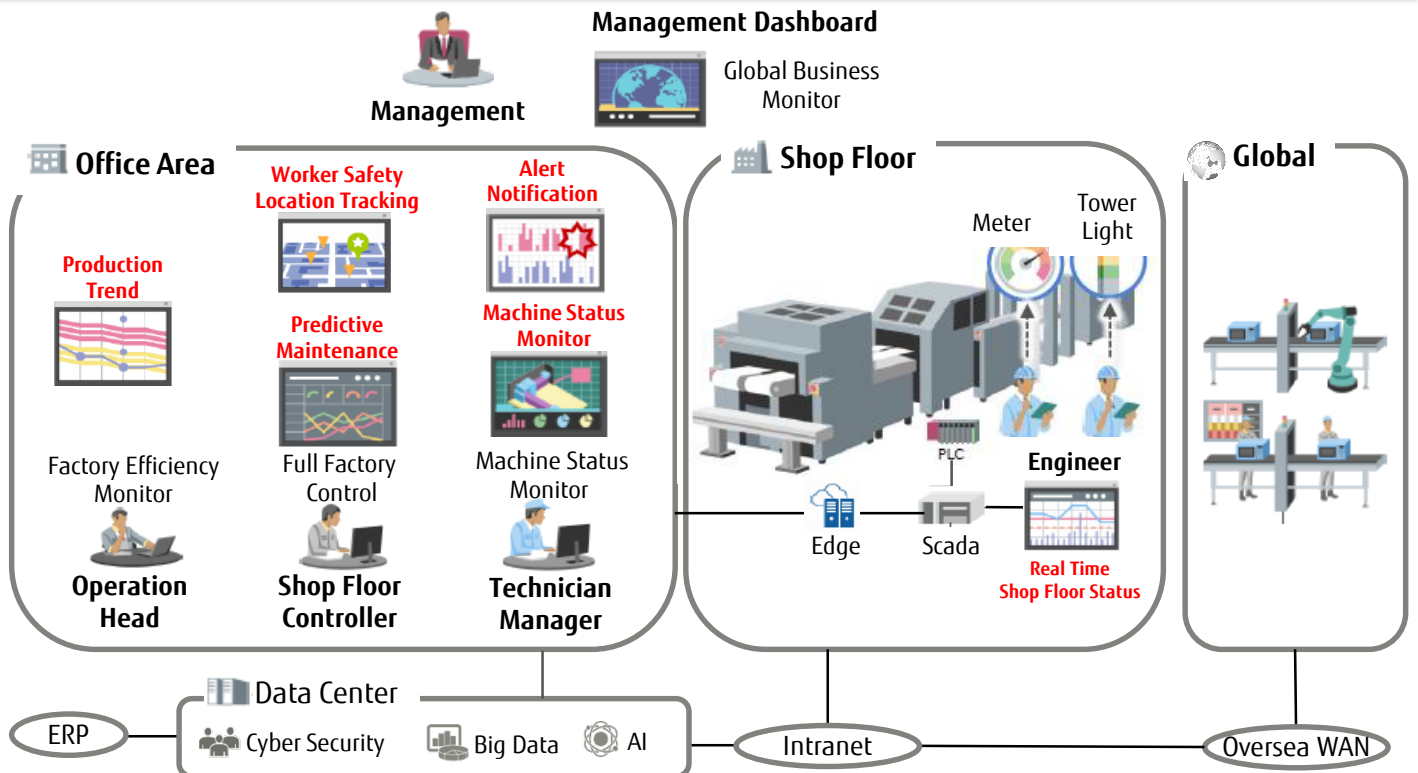 Management Dashboard
Global Business
Monitor
Management
Office Area
Worker Safety
Location Tracking
Alert
Notification
Production
Trend
Predictive
Maintenance
Machine Status
Monitor
Factory Efficiency
Monitor
Full Factory
Control
Machine Status
Monitor
Operation
Head
Shop Floor
Controller
Technician
Manager
Shop Floor
Meter
Tower
Light
PLC
Engineer
Edge
Scada
Real Time
Shop Floor Status
Global
Data Center
ERP
Cyber Security
Big Data
AI
Intranet
Oversea WAN